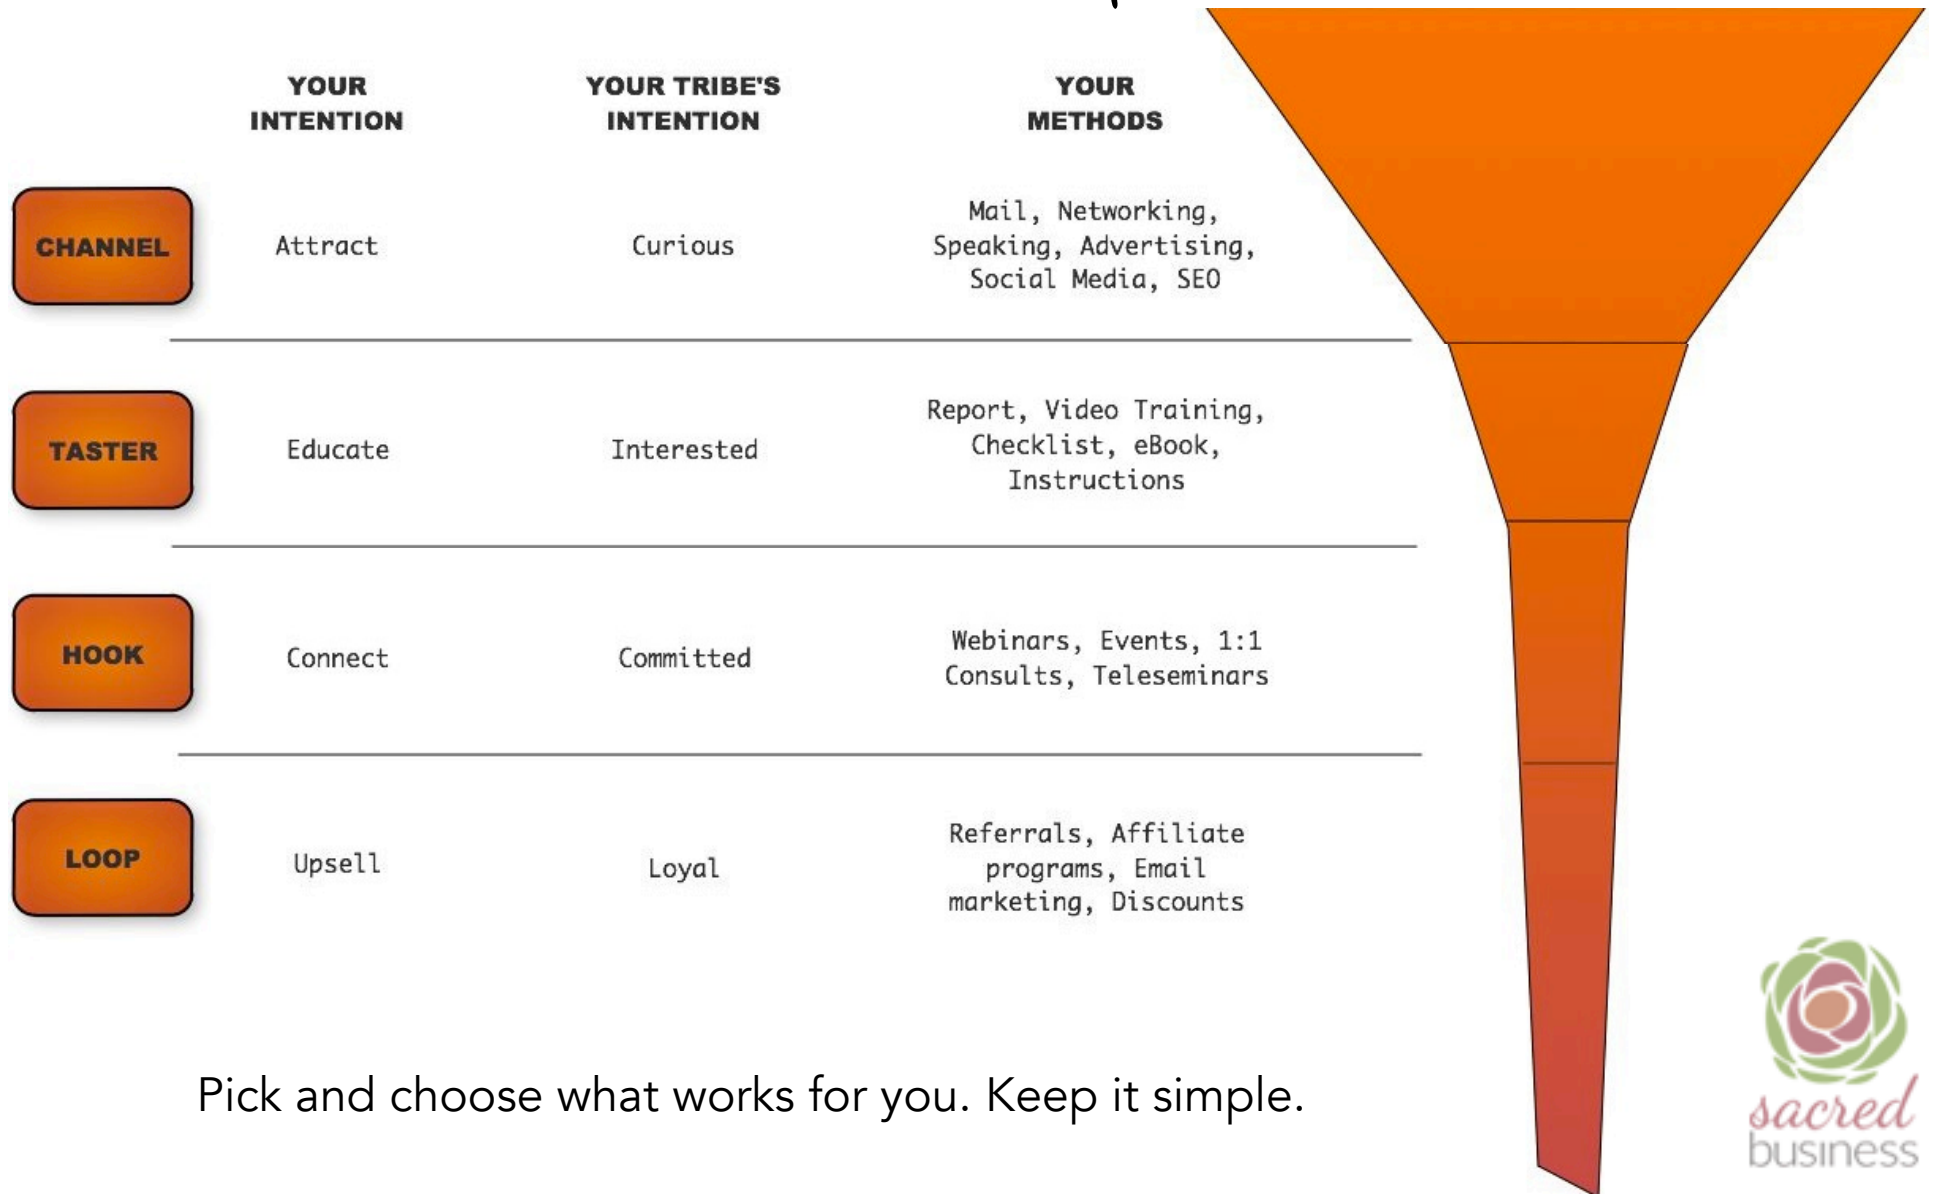 YOUR
INTENTION
YOUR TRIBE'S
INTENTION
YOUR
METHODS
CHANNEL
Attract
Curious
Mail, Networking,
Speaking, Advertising,
Social Media, SEO
TASTER
Educate
Interested
Report, Video Training,
Checklist, eBook,
Instructions
HOOK
Connect
Committed
Webinars, Events, 1:1
Consults, Teleseminars
LOOP
Upsell
Loyal
Referrals, Affiliate
programs, Email
marketing, Discounts
Pick and choose what works for you. Keep it simple.
sacred
business